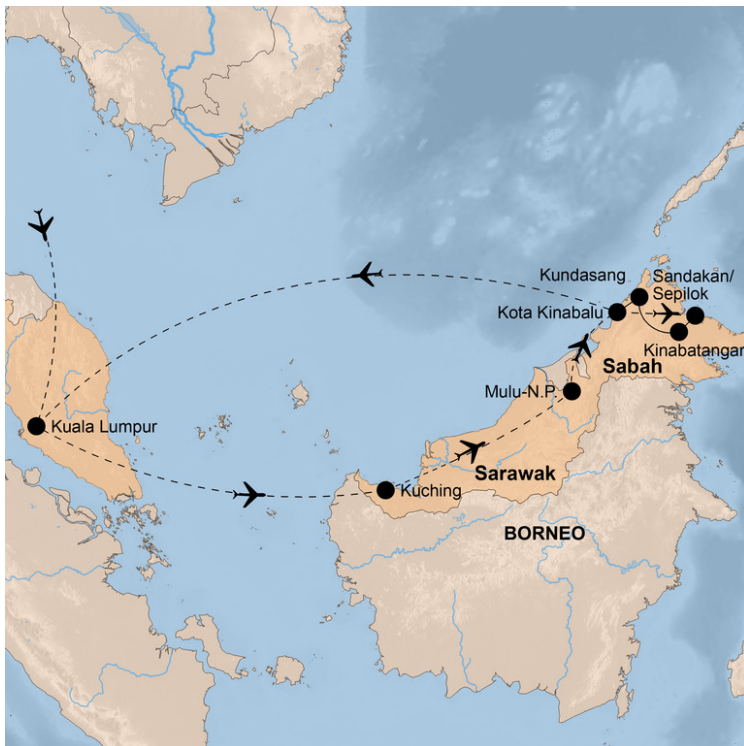 Kundasang
Sandakan/
Sepilok
Kota Kinabalu
Kinabatangan
Sabah
Mulu-N.P.
Kuala Lumpur
Sarawak
Kuching
BORNEO